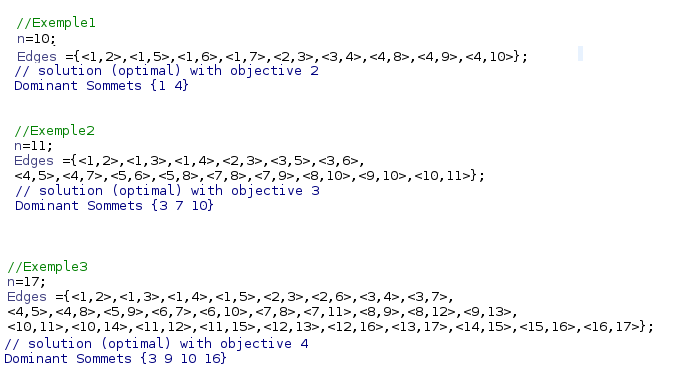 //Exemple1
n=10;
Edges ={<1,2>,<1,5>,<1,6>,<1,7>,<2,3>,<3,4>,<4,8>,<4,9>,<4,10>};
// solution (optimal) with objective 2
Dominant Sommets {1 4}
//Exemple2
n=11;
Edges ={<1,2>,<1,3>,<1,4>,<2,3>,<3,5>,<3,6>,
<4,5>,<4,7>,<5,6>,<5,8>,<7,8>,<7,9>,<8,10>,<9,10>,<10,11>};
// solution (optimal) with objective 3
Dominant Sommets {3 7 10}
//Exemple3
n=17;
Edges ={<1,2>,<1,3>,<1,4>,<1,5>,<2,3>,<2,6>,<3,4>,<3,7>,
<4,5>,<4,8>,<5,9>,<6,7>,<6,10>,<7,8>,<7,11>,<8,9>,<8,12>,<9,13>,
<10,11>,<10,14>,<11,12>,<11,15>,<12,13>,<12,16>,<13,17>,<14,15>,<15,16>,<16,17>};
// solution (optimal) with objective 4
Dominant Sommets {3 9 10 16}